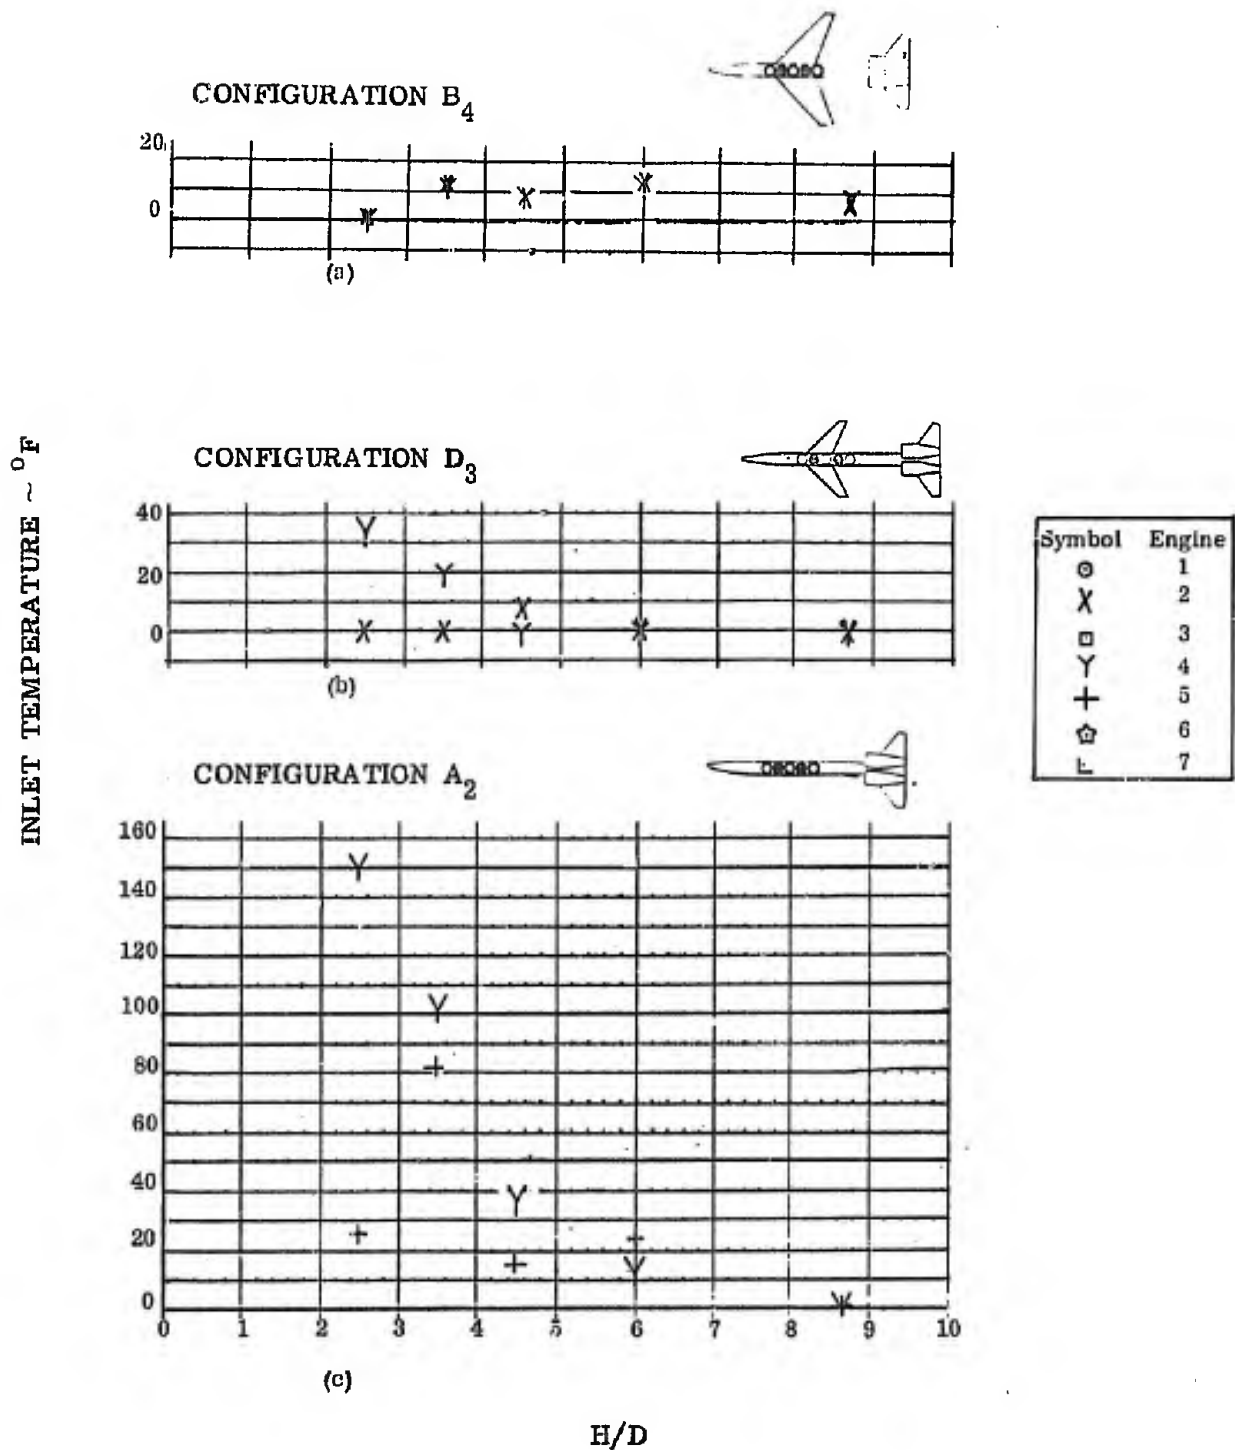 CONFIGURATION B4
20
0
(a)
INLET TEMPERATURE ~ °F
CONFIGURATION D3
40
20
0
(b)
Symbol Engine
1
2
3
4
5
6
7
CONFIGURATION A2
160
140
120
100
80
60
40
20
0
0 1 2 3 4 5 6 7 8 9 10
(c)
H/D